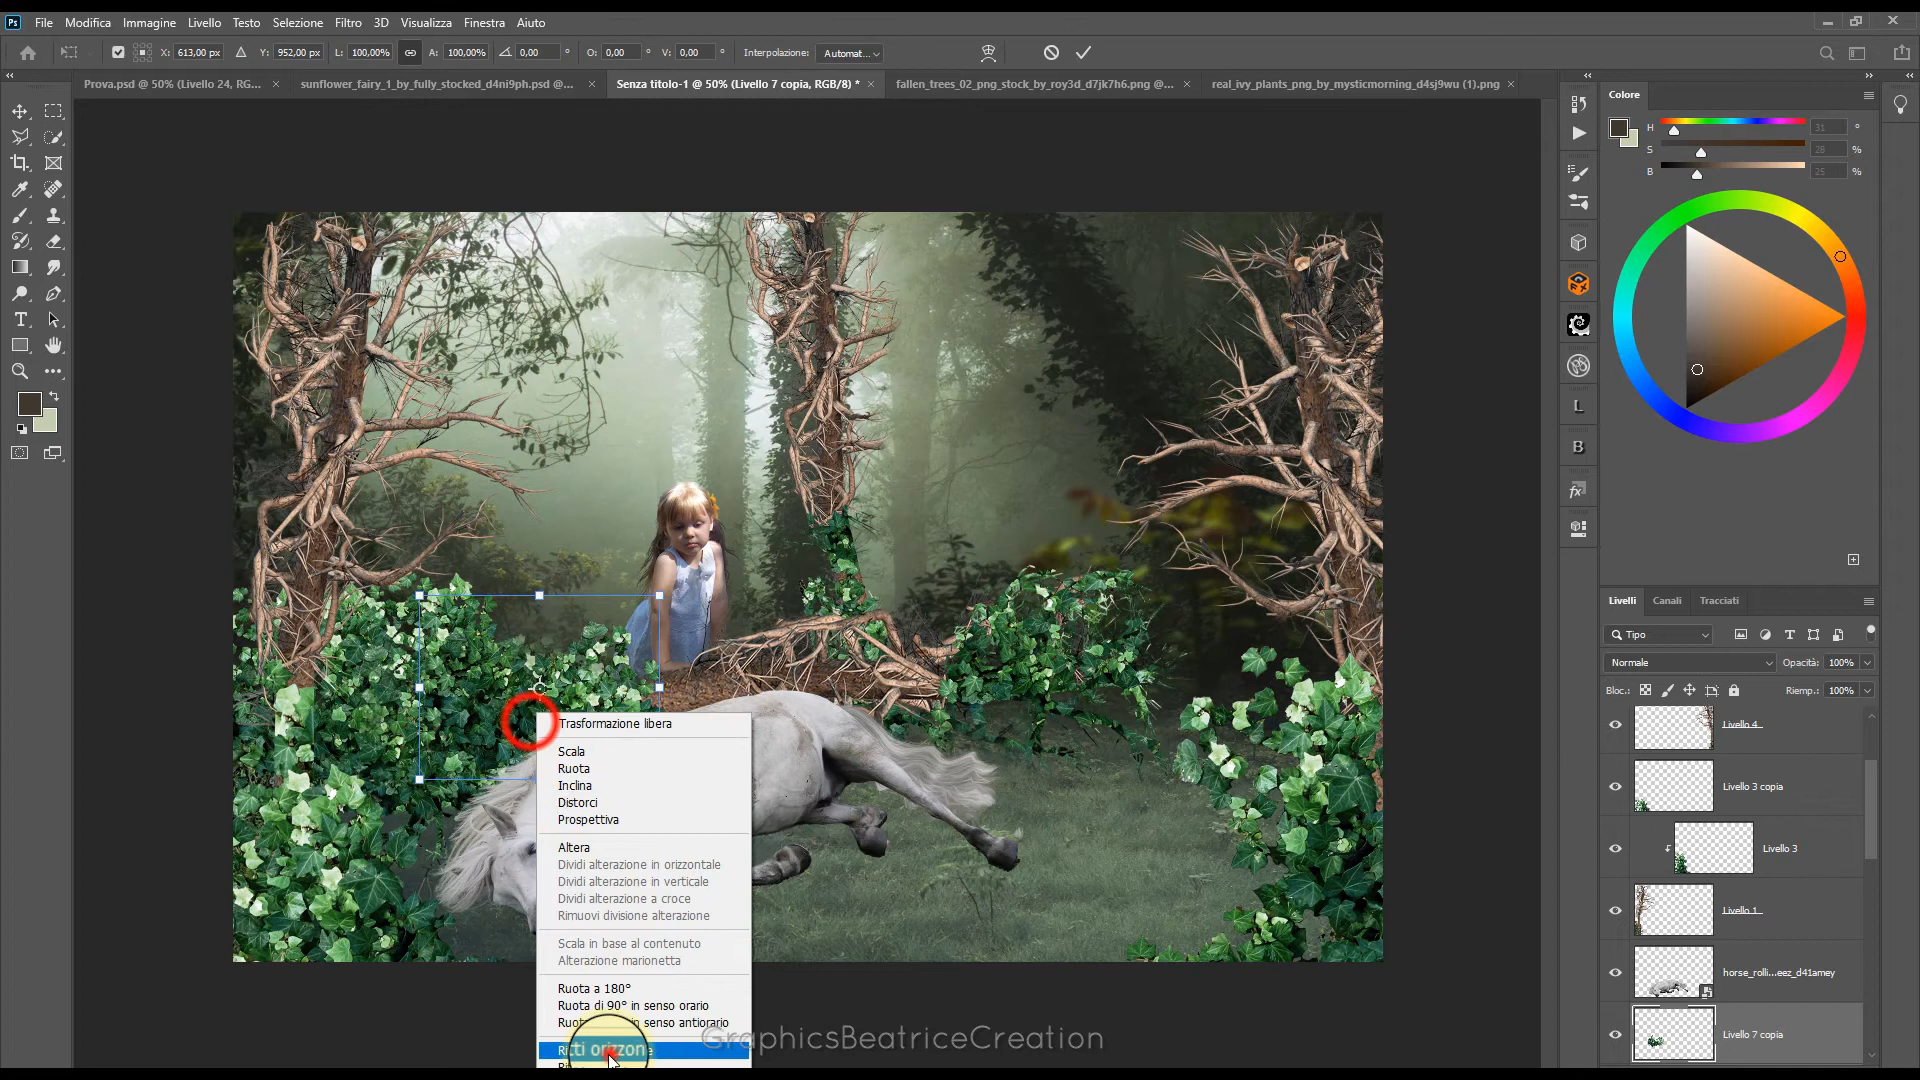 Ps File Modifica Immagine Livello Testo Selezione Filtro 3D Visualizza Finestra Aiuto
X: 613,00 px Y: 952,00 px L: 100,00% A: 100,00% 0,00 ° O: 0,00 ° V: 0,00 ° Interpolazione: Automat...
Prova.psd @ 50% (Livello 24, RG... × sunflower_fairy_1_by_fully_stocked_d4ni9ph.psd @... × Senza titolo-1 @ 50% (Livello 7 copia, RGB/8) * × fallen_trees_02_png_stock_by_roy3d_d7jk7h6.png @... × real_ivy_plants_png_by_mysticmorning_d4sj9wu (1).png ×
Colore
H 31 °
S 28 %
B 25 %
Trasformazione libera
Scala
Ruota
Inclina
Distorci
Prospettiva
Altera
Dividi alterazione in orizzontale
Dividi alterazione in verticale
Dividi alterazione a croce
Rimuovi divisione alterazione
Scala in base al contenuto
Alterazione marionetta
Ruota a 180°
Ruota di 90° in senso orario
in senso antiorario
GraphicsBeatriceCreation
Livelli Canali Tracciati
Tipo
Normale Opacità: 100%
Bloc.: Riemp.: 100%
Livello 4
Livello 3 copia
Livello 3
Livello 1
horse_rolli...eez_d41amey
Livello 7 copia